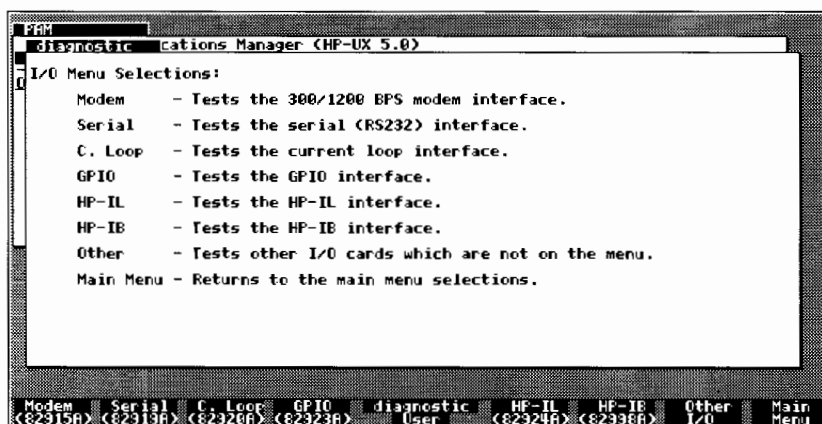 PAM
diagnostic cations Manager (HP-UX 5.0)
I/O Menu Selections:
Modem - Tests the 300/1200 BPS modem interface.
Serial - Tests the serial (RS232) interface.
C. Loop - Tests the current loop interface.
GPIO - Tests the GPIO interface.
HP-IL - Tests the HP-IL interface.
HP-IB - Tests the HP-IB interface.
Other - Tests other I/O cards which are not on the menu.
Main Menu - Returns to the main menu selections.
Modem Serial C. Loop GPIO diagnostic HP-IL HP-IB Other Main
(82915A) (82919A) (82920A) (82923A) User (82924A) (82998A) I/O Menu